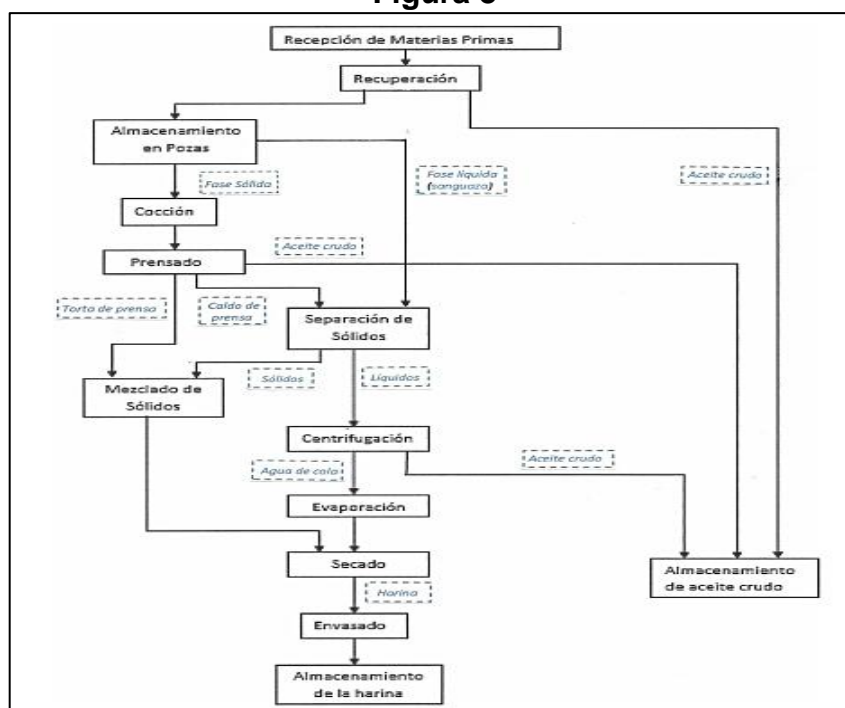 Recepción de Materias Primas
Recuperación
Almacenamiento
en Pozas
Fase Sólida
Fase líquida
(sanguaza)
Aceite crudo
Cocción
Prensado
Aceite crudo
Torta de prensa
Caldo de
prensa
Separación de
Sólidos
Sólidos
Líquidos
Mezclado de
Sólidos
Centrifugación
Agua de cola
Aceite crudo
Evaporación
Secado
Almacenamiento
de aceite crudo
Harina
Envasado
Almacenamiento
de la harina